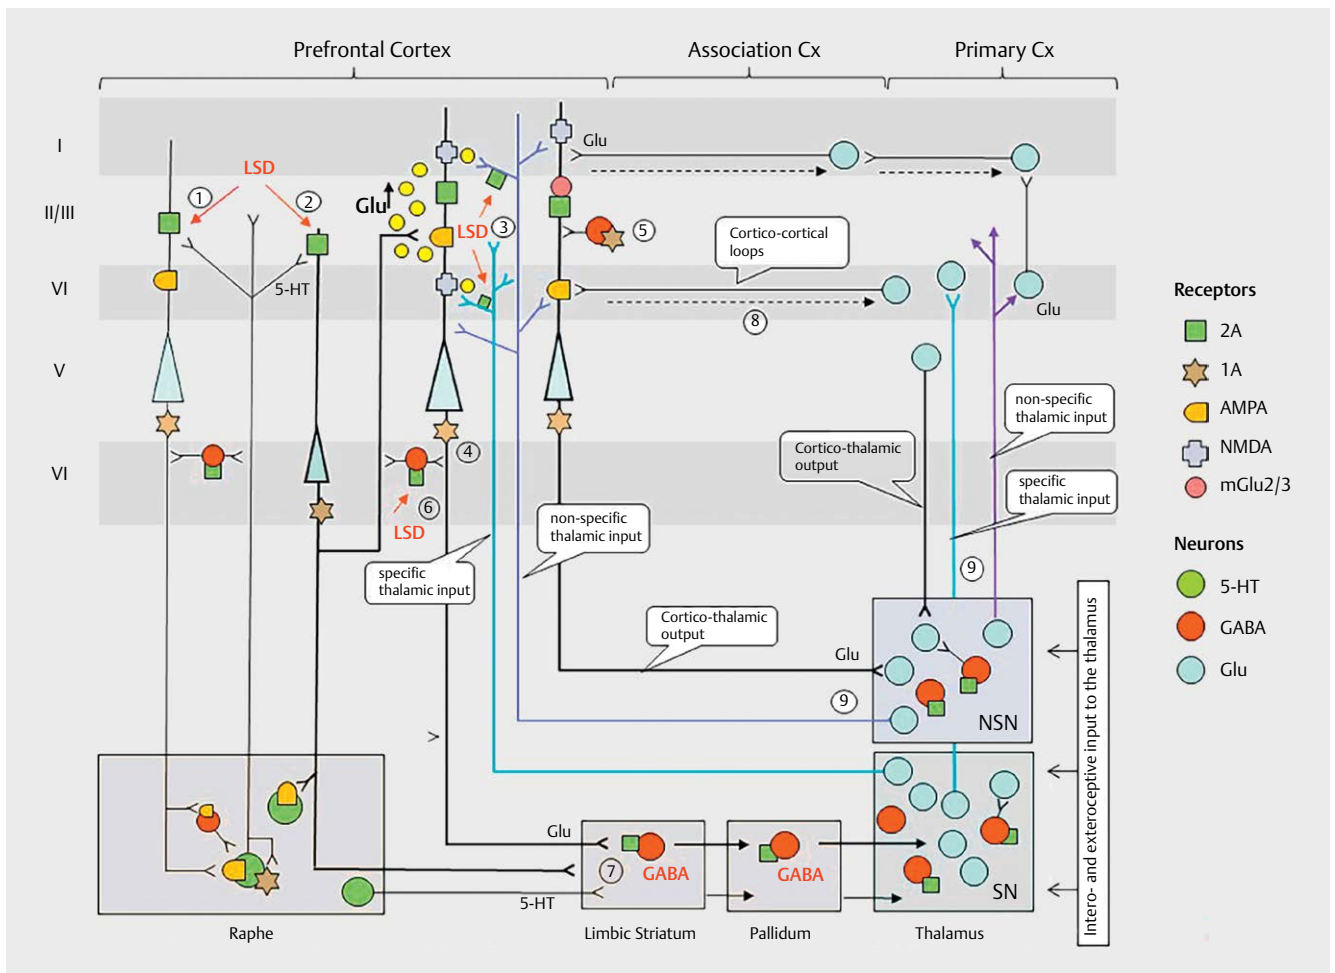 Prefrontal Cortex
Association Cx
Primary Cx
I
II/III
VI
V
VI
LSD
1
2
5-HT
Glu
LSD
3
4
LSD
6
Glu
5
Cortico-cortical
loops
8
Glu
Receptors
2A
1A
AMPA
NMDA
mGlu2/3
Neurons
5-HT
GABA
Glu
non-specific
thalamic input
Cortico-thalamic
output
specific
thalamic input
9
non-specific
thalamic input
specific
thalamic input
Cortico-thalamic
output
Glu
9
NSN
Intero- and exteroceptive input to the thalamus
Glu
7
GABA
GABA
SN
5-HT
Raphe
Limbic Striatum
Pallidum
Thalamus